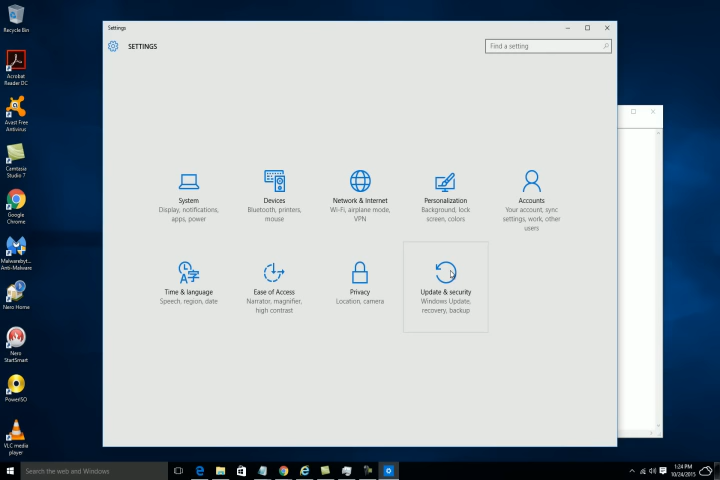 Recycle Bin
Acrobat
Reader DC
Avast Free
Antivirus
Camtasia
Studio 7
Google
Chrome
Malwarebyt...
Anti-Malware
Nero Home
Nero
StartSmart
PowerISO
VLC media
player
Settings
SETTINGS
Find a setting
System
Display, notifications,
apps, power
Devices
Bluetooth, printers,
mouse
Network & Internet
Wi-Fi, airplane mode,
VPN
Personalization
Background, lock
screen, colors
Accounts
Your account, sync
settings, work, other
users
Time & language
Speech, region, date
Ease of Access
Narrator, magnifier,
high contrast
Privacy
Location, camera
Update & security
Windows Update,
recovery, backup
Search the web and Windows
1:24 PM
10/24/2015